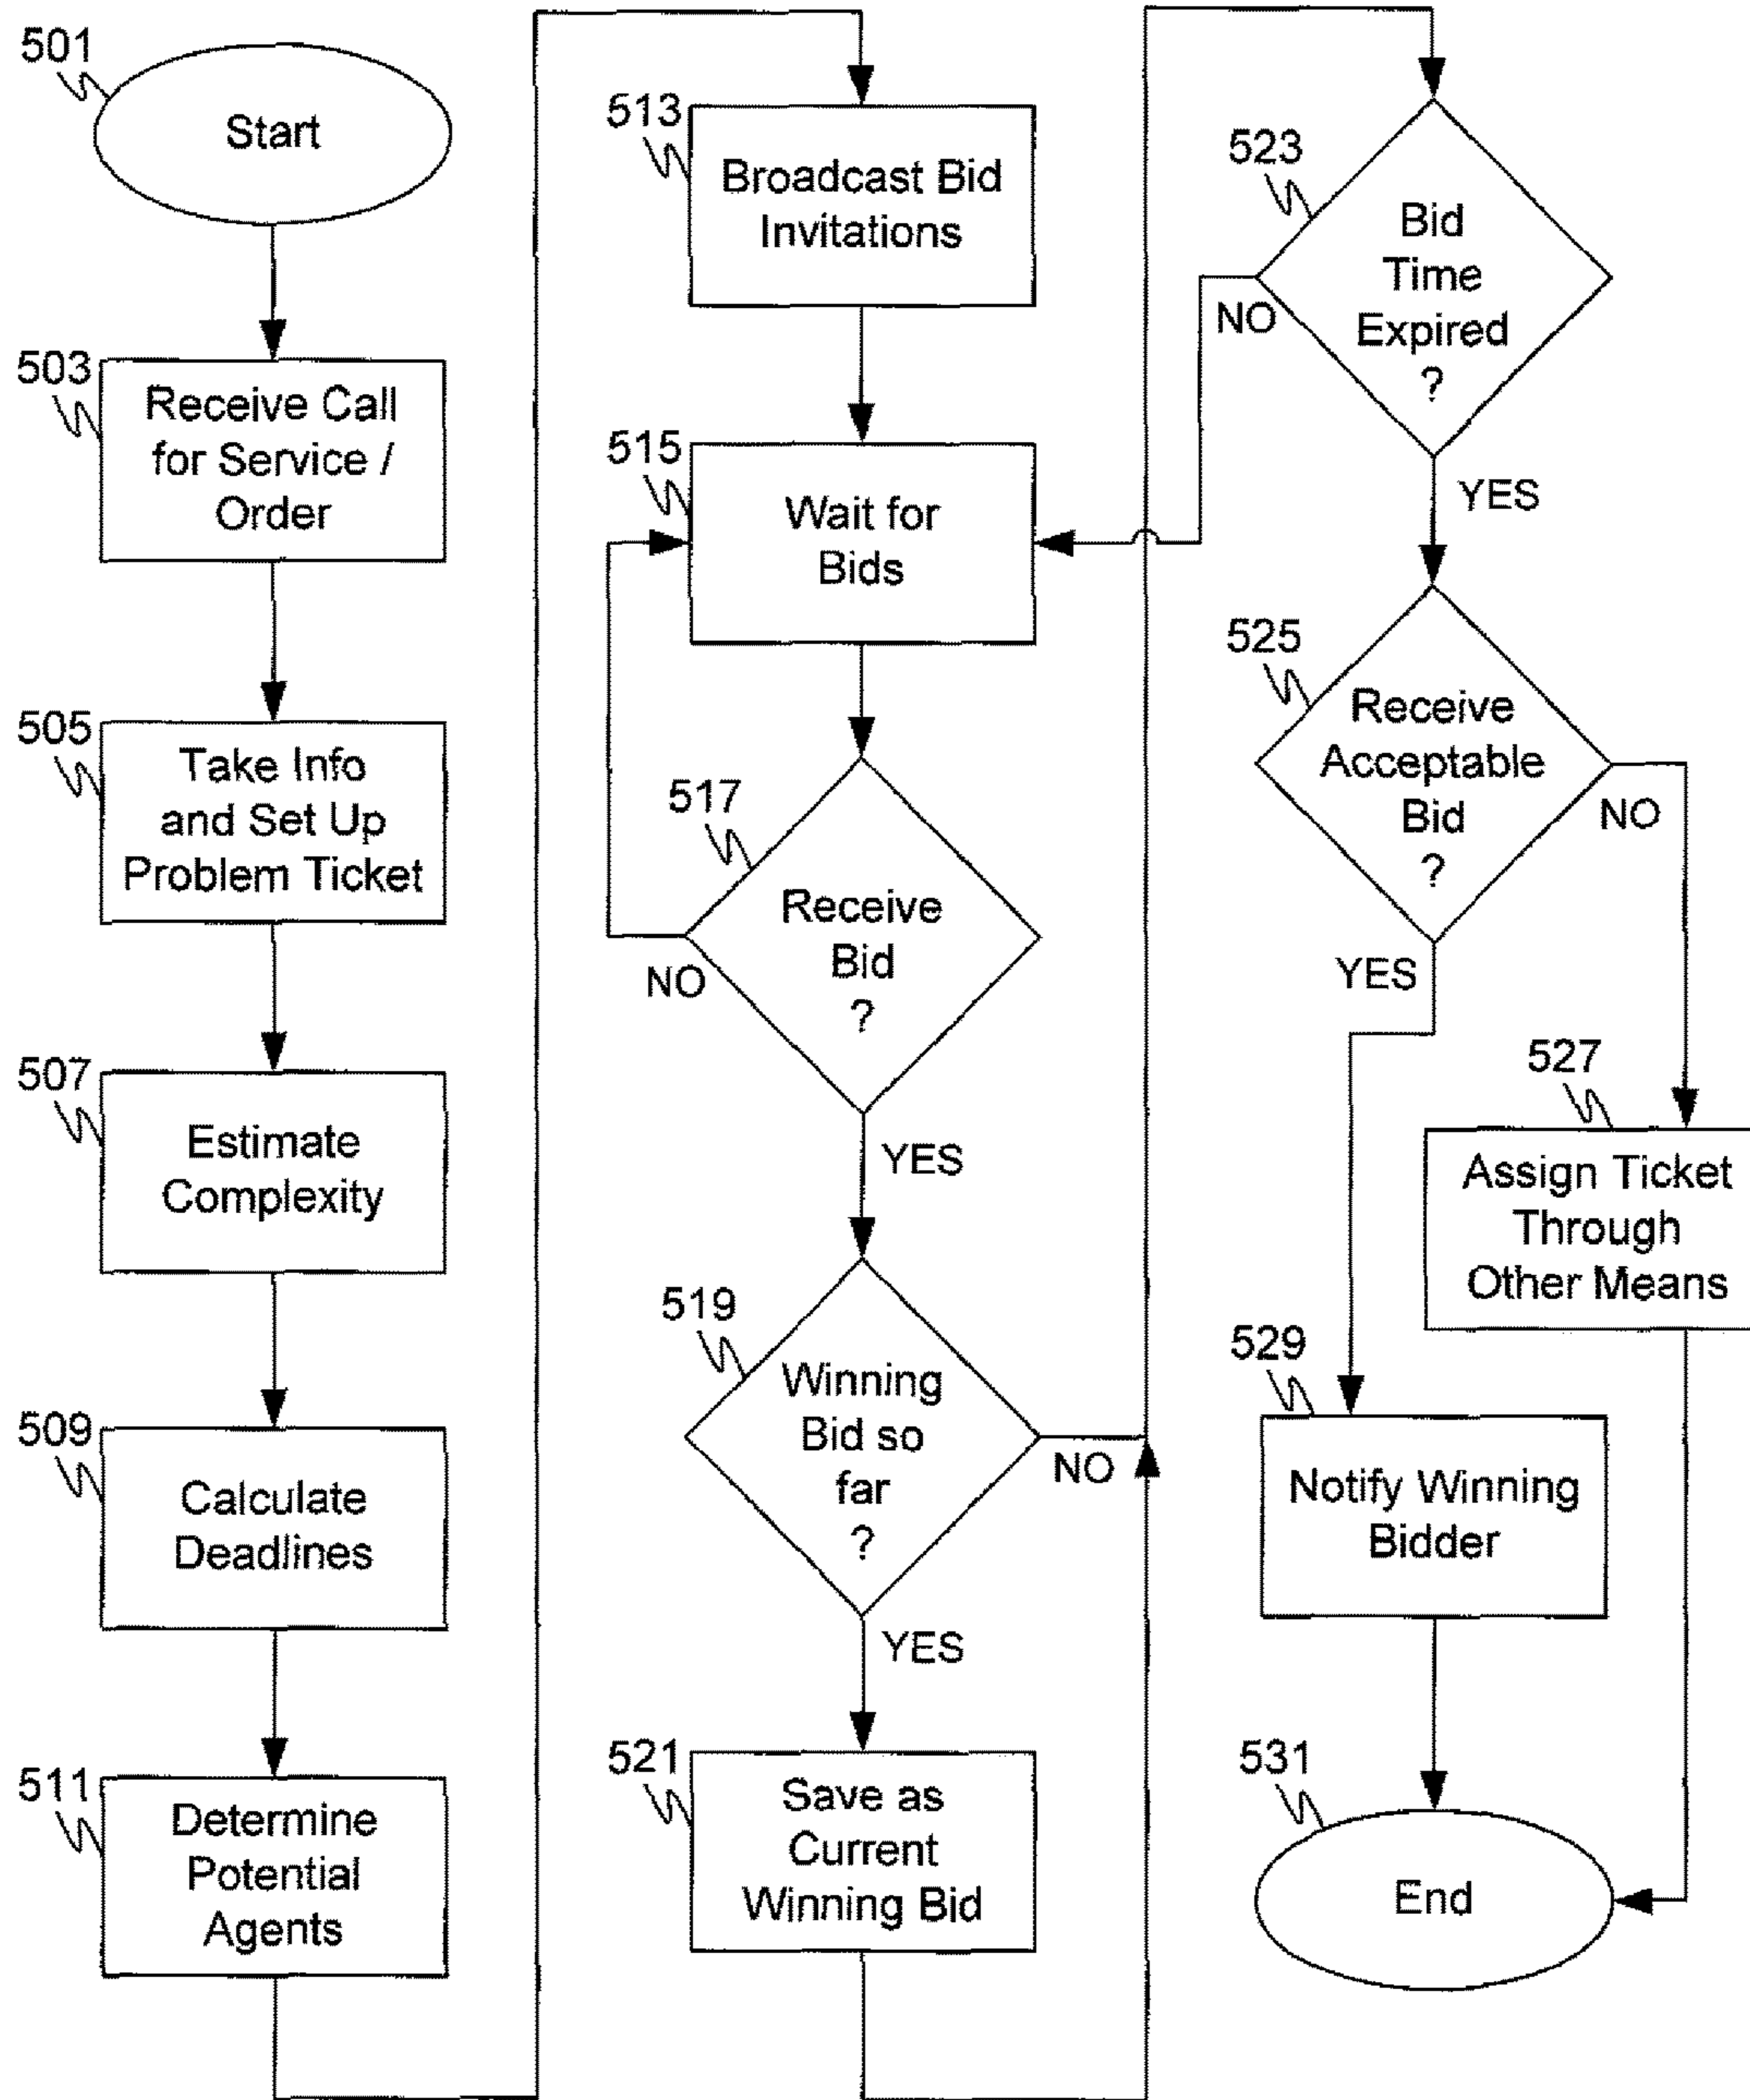 501
Start
503
Receive Call
for Service /
Order
505
Take Info
and Set Up
Problem Ticket
507
Estimate
Complexity
509
Calculate
Deadlines
511
Determine
Potential
Agents
513
Broadcast Bid
Invitations
515
Wait for
Bids
517
Receive
Bid
?
NO
YES
519
Winning
Bid so
far
?
NO
YES
521
Save as
Current
Winning Bid
523
Bid
Time
Expired
?
NO
YES
525
Receive
Acceptable
Bid
?
NO
YES
527
Assign Ticket
Through
Other Means
529
Notify Winning
Bidder
531
End